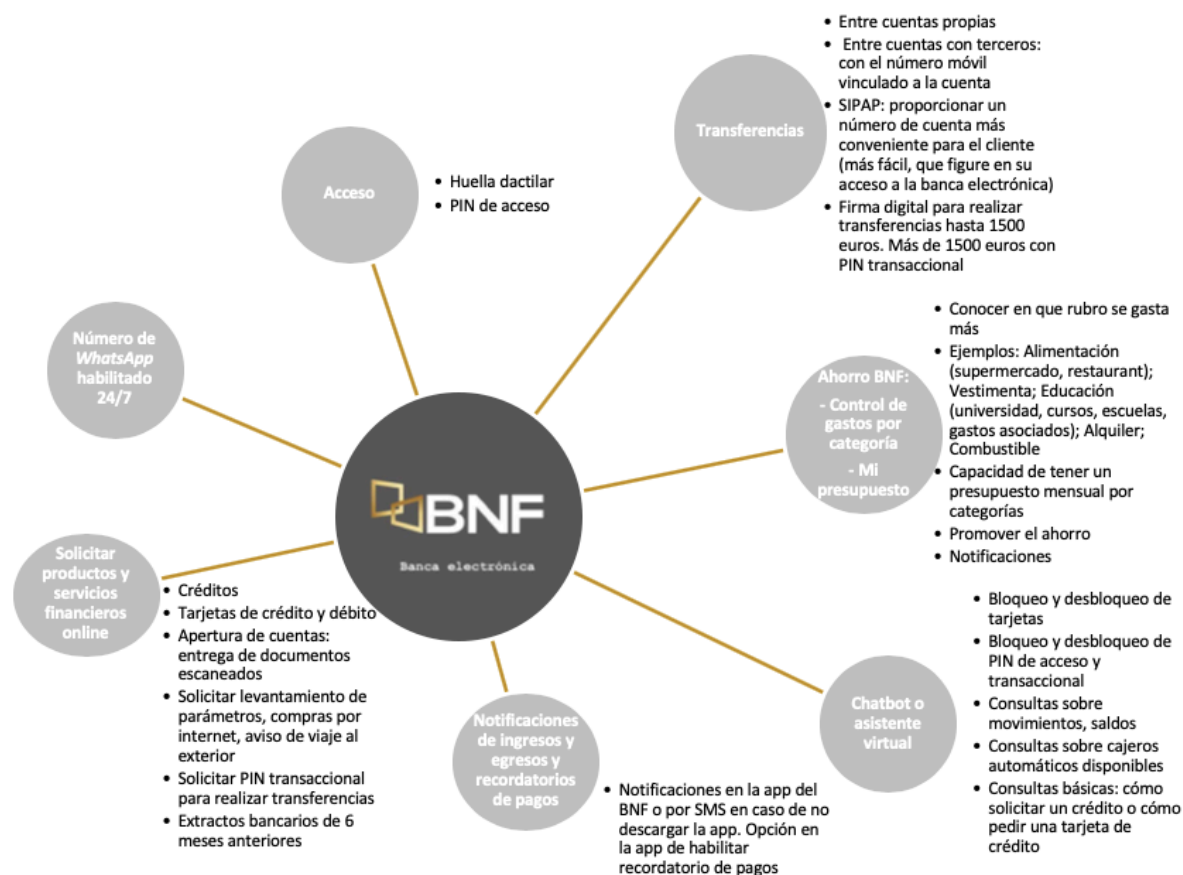 Transferencias
• Entre cuentas propias
• Entre cuentas con terceros:
con el número móvil
vinculado a la cuenta
• SIPAP: proporcionar un
número de cuenta más
conveniente para el cliente
(más fácil, que figure en su
acceso a la banca electrónica)
• Firma digital para realizar
transferencias hasta 1500
euros. Más de 1500 euros con
PIN transaccional
Acceso
• Huella dactilar
• PIN de acceso
Número de
WhatsApp
habilitado
24/7
Ahorro BNF:
- Control de
gastos por
categoría
- Mi
presupuesto
• Conocer en que rubro se gasta
más
• Ejemplos: Alimentación
(supermercado, restaurant);
Vestimenta; Educación
(universidad, cursos, escuelas,
gastos asociados); Alquiler;
Combustible
• Capacidad de tener un
presupuesto mensual por
categorías
• Promover el ahorro
• Notificaciones
BNF
Banca electrónica
Solicitar
productos y
servicios
financieros
online
• Créditos
• Tarjetas de crédito y débito
• Apertura de cuentas:
entrega de documentos
escaneados
• Solicitar levantamiento de
parámetros, compras por
internet, aviso de viaje al
exterior
• Solicitar PIN transaccional
para realizar transferencias
• Extractos bancarios de 6
meses anteriores
Notificaciones
de ingresos y
egresos y
recordatorios
de pagos
• Notificaciones en la app del
BNF o por SMS en caso de no
descargar la app. Opción en
la app de habilitar
recordatorio de pagos
Chatbot o
asistente
virtual
• Bloqueo y desbloqueo de
tarjetas
• Bloqueo y desbloqueo de
PIN de acceso y
transaccional
• Consultas sobre
movimientos, saldos
• Consultas sobre cajeros
automáticos disponibles
• Consultas básicas: cómo
solicitar un crédito o cómo
pedir una tarjeta de
crédito